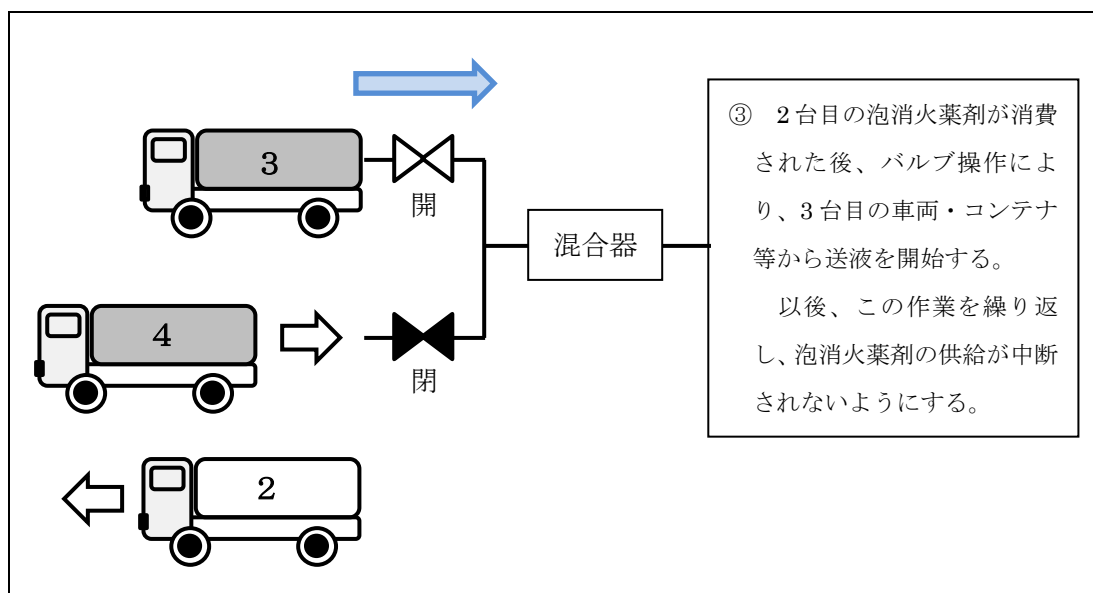 3
開
4
閉
2
混合器
③ 2台目の泡消火薬剤が消費
された後、バルブ操作によ
り、3台目の車両・コンテナ
等から送液を開始する。
以後、この作業を繰り返
し、泡消火薬剤の供給が中断
されないようにする。